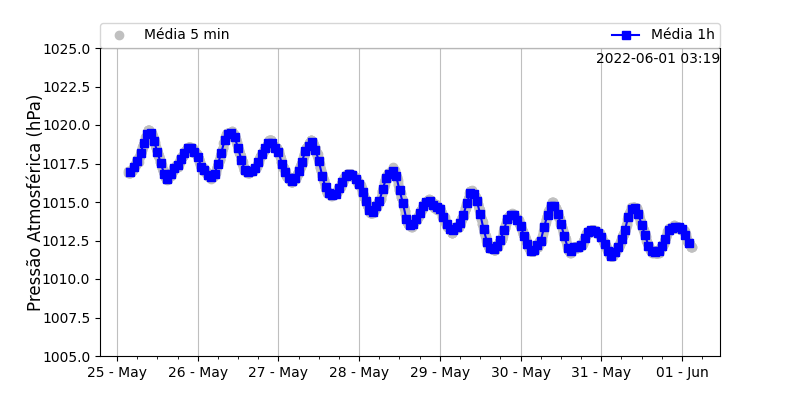 Média 5 min
Média 1h
2022-06-01 03:19
Pressão Atmosférica (hPa)
1025.0
1022.5
1020.0
1017.5
1015.0
1012.5
1010.0
1007.5
1005.0
25 - May
26 - May
27 - May
28 - May
29 - May
30 - May
31 - May
01 - Jun